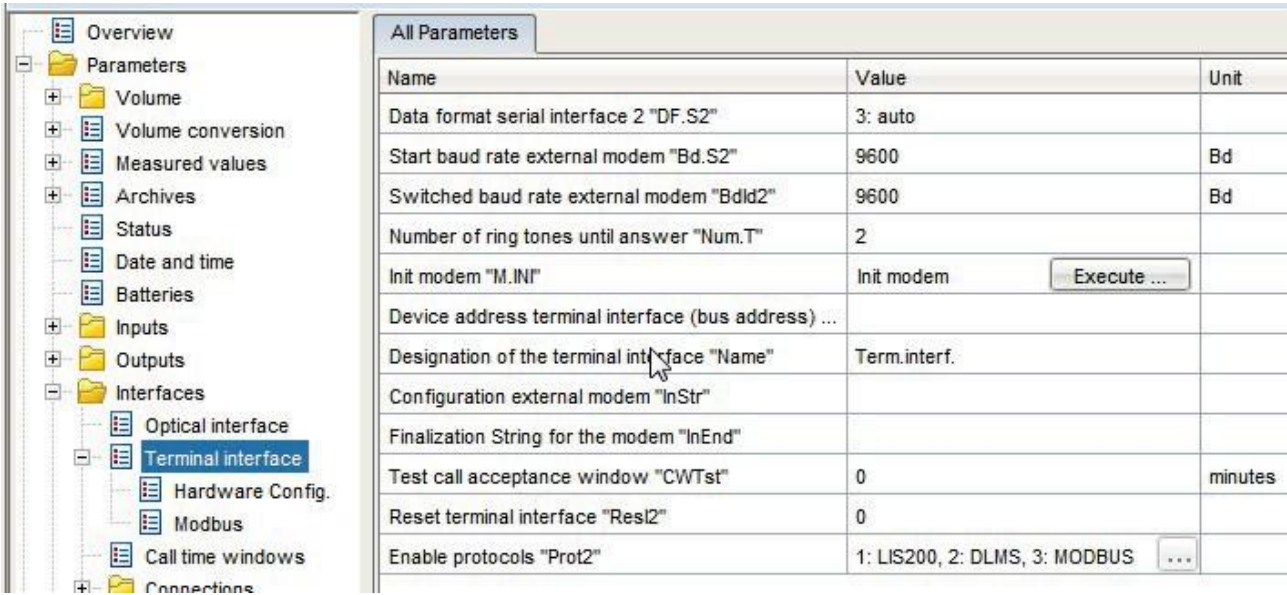 Overview
Parameters
Volume
Volume conversion
Measured values
Archives
Status
Date and time
Batteries
Inputs
Outputs
Interfaces
Optical interface
Terminal interface
Hardware Config.
Modbus
Call time windows
Connections
All Parameters
Name Value Unit
Data format serial interface 2 "DF.S2" 3: auto
Start baud rate external modem "Bd.S2" 9600 Bd
Switched baud rate external modem "BdId2" 9600 Bd
Number of ring tones until answer "Num.T" 2
Init modem "M.INI" Init modem Execute ...
Device address terminal interface (bus address) ...
Designation of the terminal interface "Name" Term.interf.
Configuration external modem "InStr"
Finalization String for the modem "InEnd"
Test call acceptance window "CWTst" 0 minutes
Reset terminal interface "ResI2" 0
Enable protocols "Prot2" 1: LIS200, 2: DLMS, 3: MODBUS ...